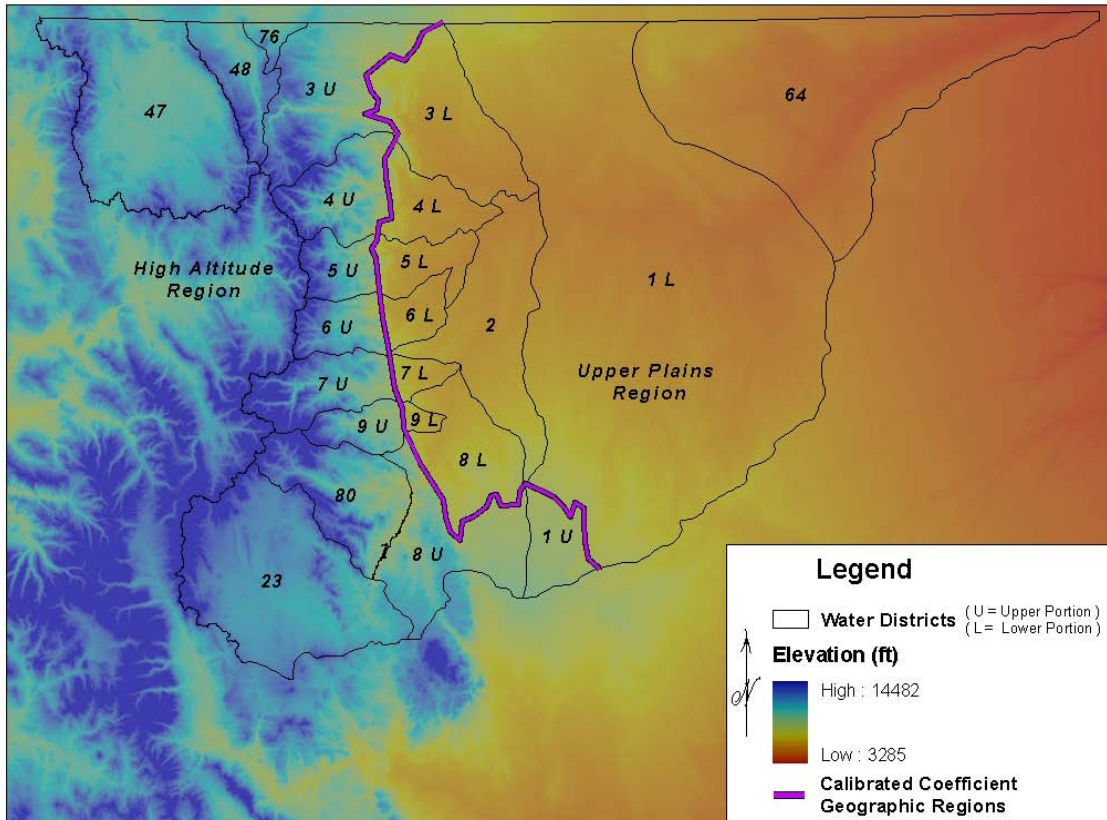 76
48
3 U
64
47
3 L
4 U
4 L
5 L
High Altitude
Region
5 U
1 L
6 L
2
6 U
Upper Plains
Region
7 U
7 L
9 U
9 L
8 L
80
1 U
8 U
23
Legend
Water Districts
( U = Upper Portion )
( L = Lower Portion )
Elevation (ft)
High : 14482
Low : 3285
Calibrated Coefficient
Geographic Regions
N